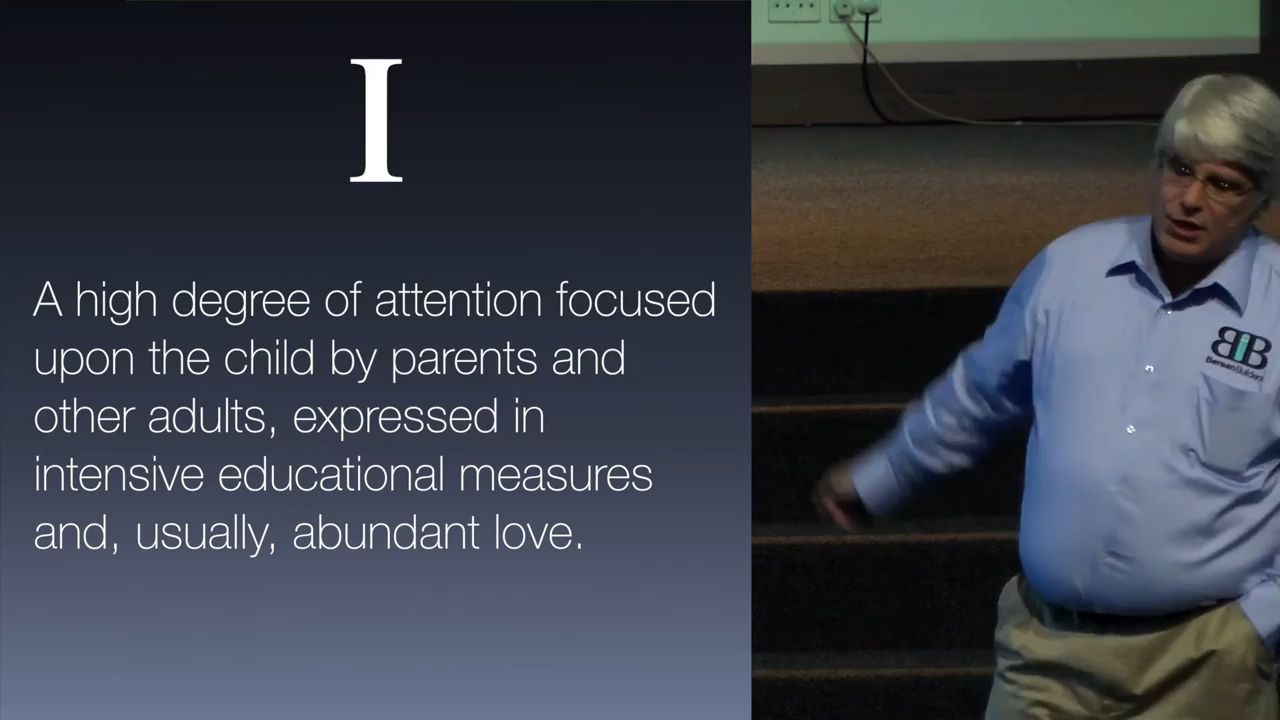 I
A high degree of attention focused
upon the child by parents and
other adults, expressed in
intensive educational measures
and, usually, abundant love.
BiB